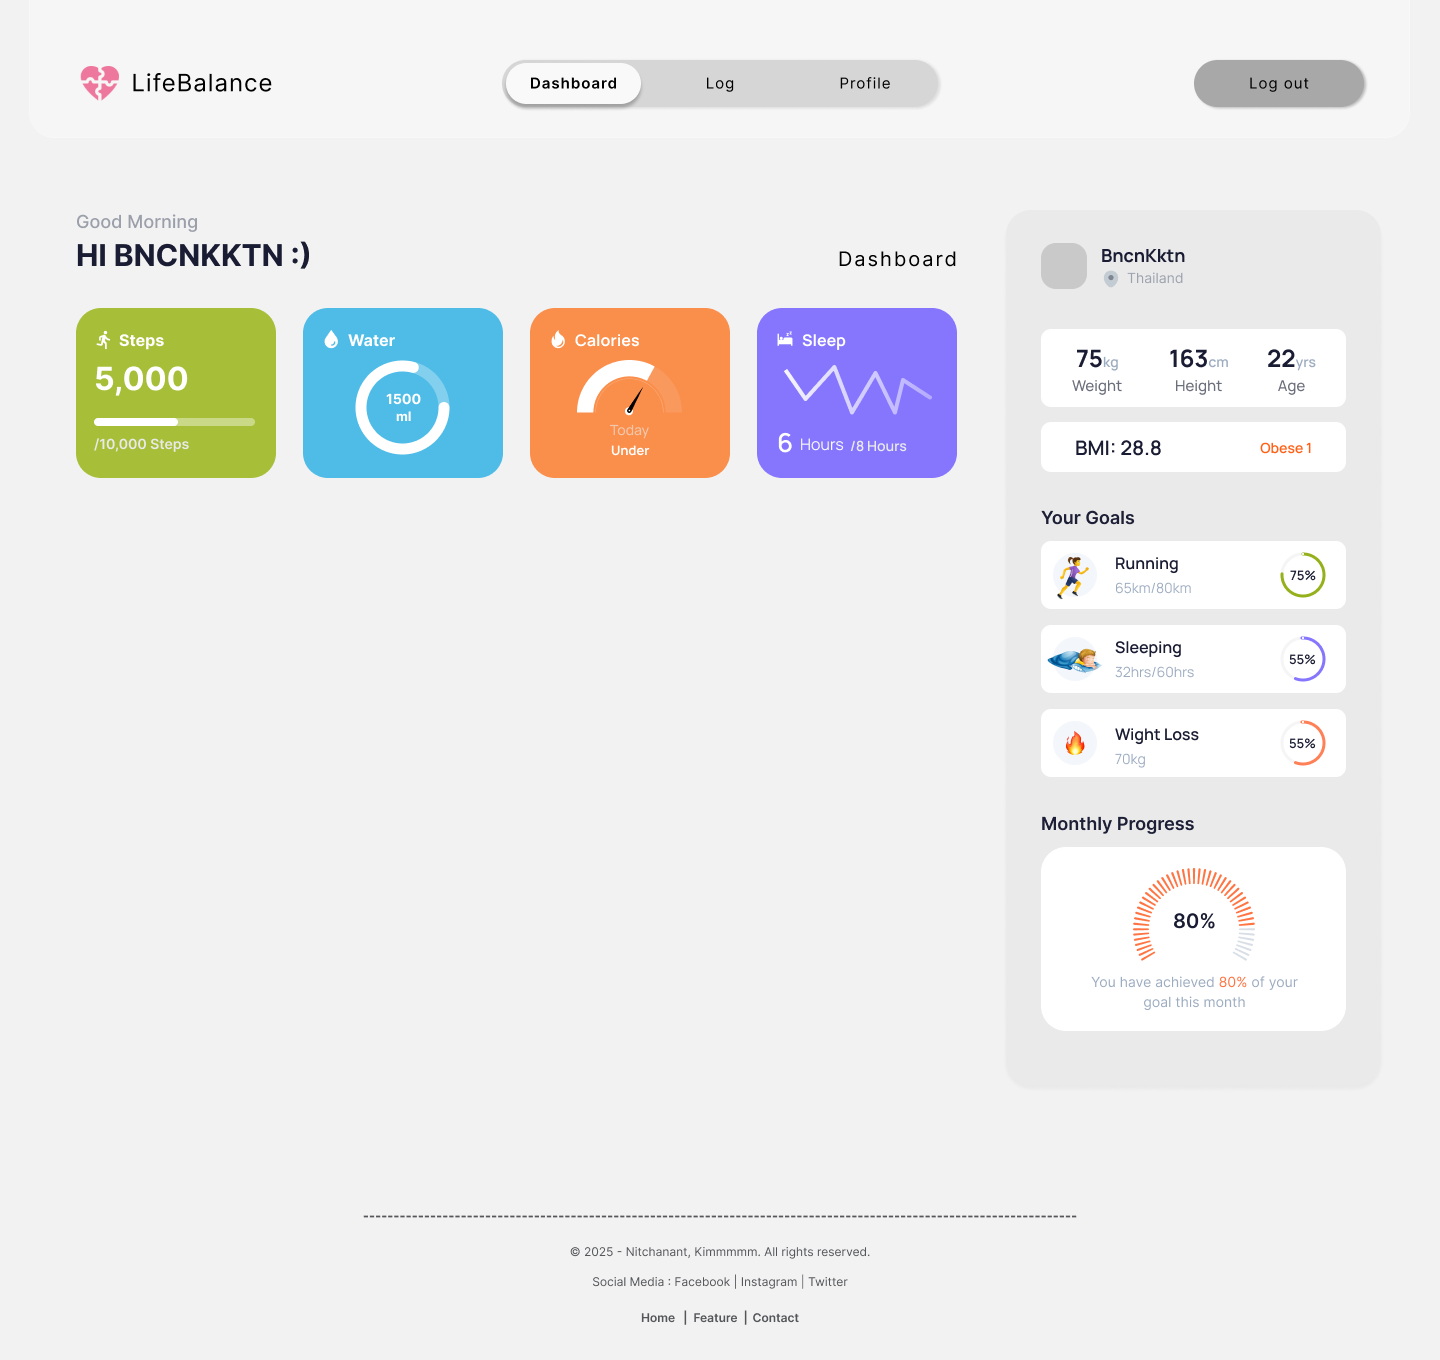 LifeBalance
Dashboard Log Profile
Log out
Good Morning
HI BNCNKKTN :)
Dashboard
Steps
5,000
/10,000 Steps
Water
1500
ml
Calories
Today
Under
Sleep
6 Hours /8 Hours
BncnKktn
Thailand
75kg 163cm 22yrs
Weight Height Age
BMI: 28.8 Obese 1
Your Goals
Running
65km/80km
75%
Sleeping
32hrs/60hrs
55%
Wight Loss
70kg
55%
Monthly Progress
80%
You have achieved 80% of your
goal this month
© 2025 - Nitchanant, Kimmmmm. All rights reserved.
Social Media : Facebook | Instagram | Twitter
Home | Feature | Contact